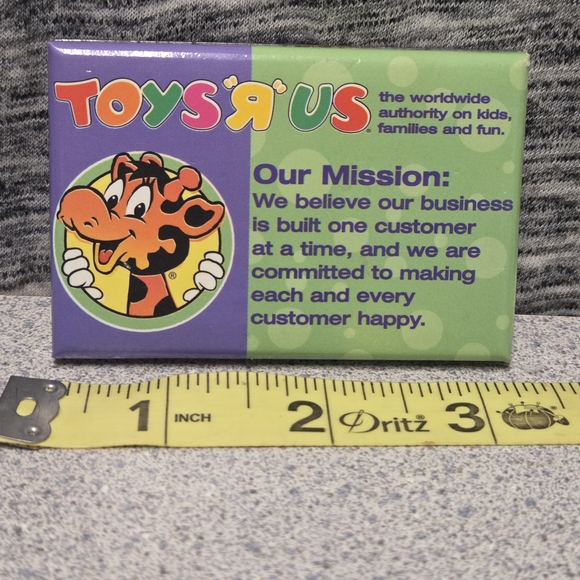 TOYS "R" US
the worldwide
authority on kids,
families and fun.
®
Our Mission:
We believe our business
is built one customer
at a time, and we are
committed to making
each and every
customer happy.
1 INCH 2 Dritz® 3